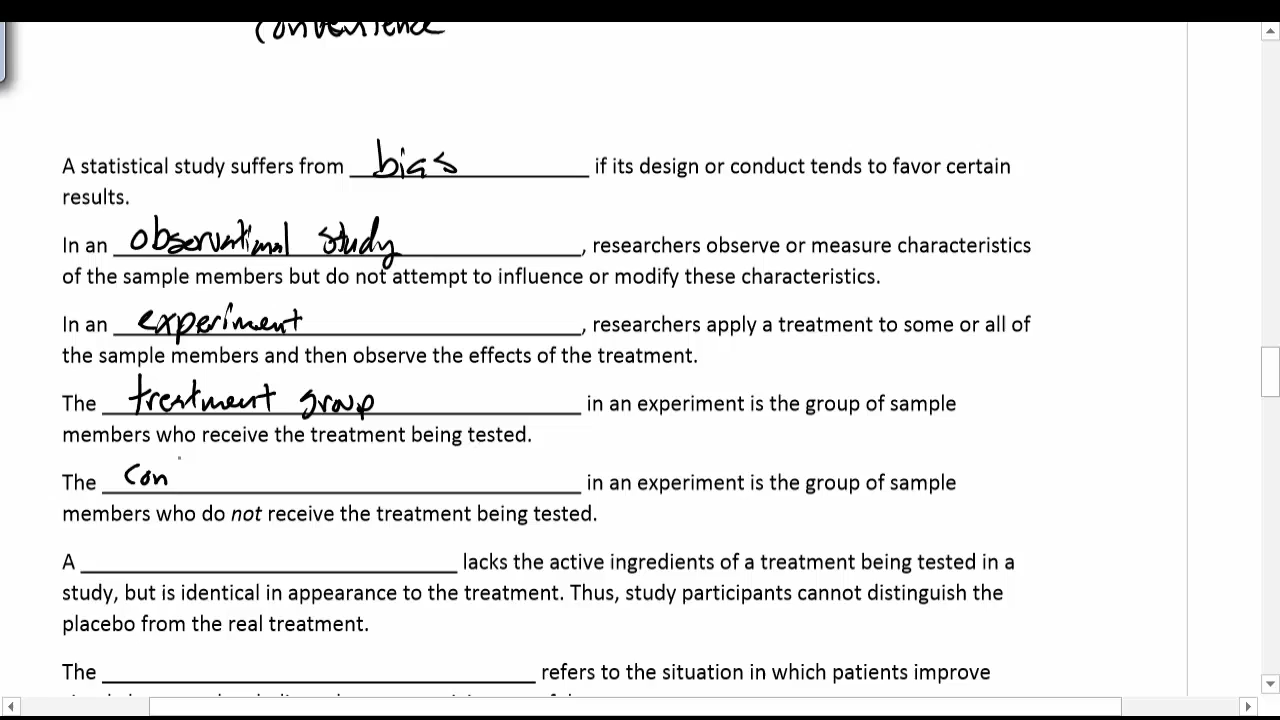 convenience
A statistical study suffers from bias if its design or conduct tends to favor certain
results.
In an observational study, researchers observe or measure characteristics
of the sample members but do not attempt to influence or modify these characteristics.
In an experiment, researchers apply a treatment to some or all of
the sample members and then observe the effects of the treatment.
The treatment group in an experiment is the group of sample
members who receive the treatment being tested.
The con in an experiment is the group of sample
members who do not receive the treatment being tested.
A ____ lacks the active ingredients of a treatment being tested in a
study, but is identical in appearance to the treatment. Thus, study participants cannot distinguish the
placebo from the real treatment.
The ____ refers to the situation in which patients improve